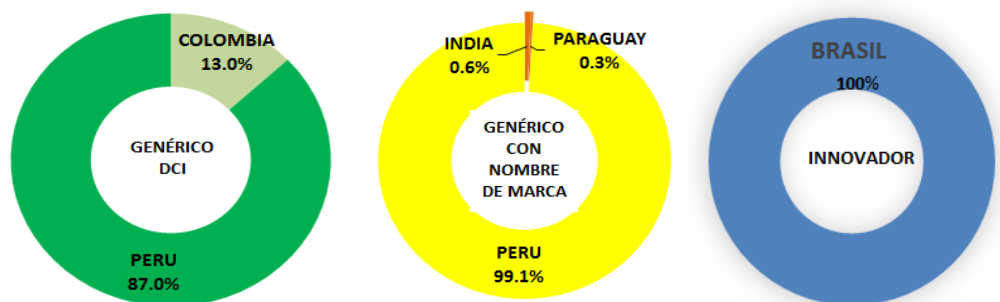 COLOMBIA
13.0%
GENÉRICO
DCI
PERU
87.0%
INDIA
0.6%
PARAGUAY
0.3%
GENÉRICO
CON
NOMBRE
DE MARCA
PERU
99.1%
BRASIL
100%
INNOVADOR